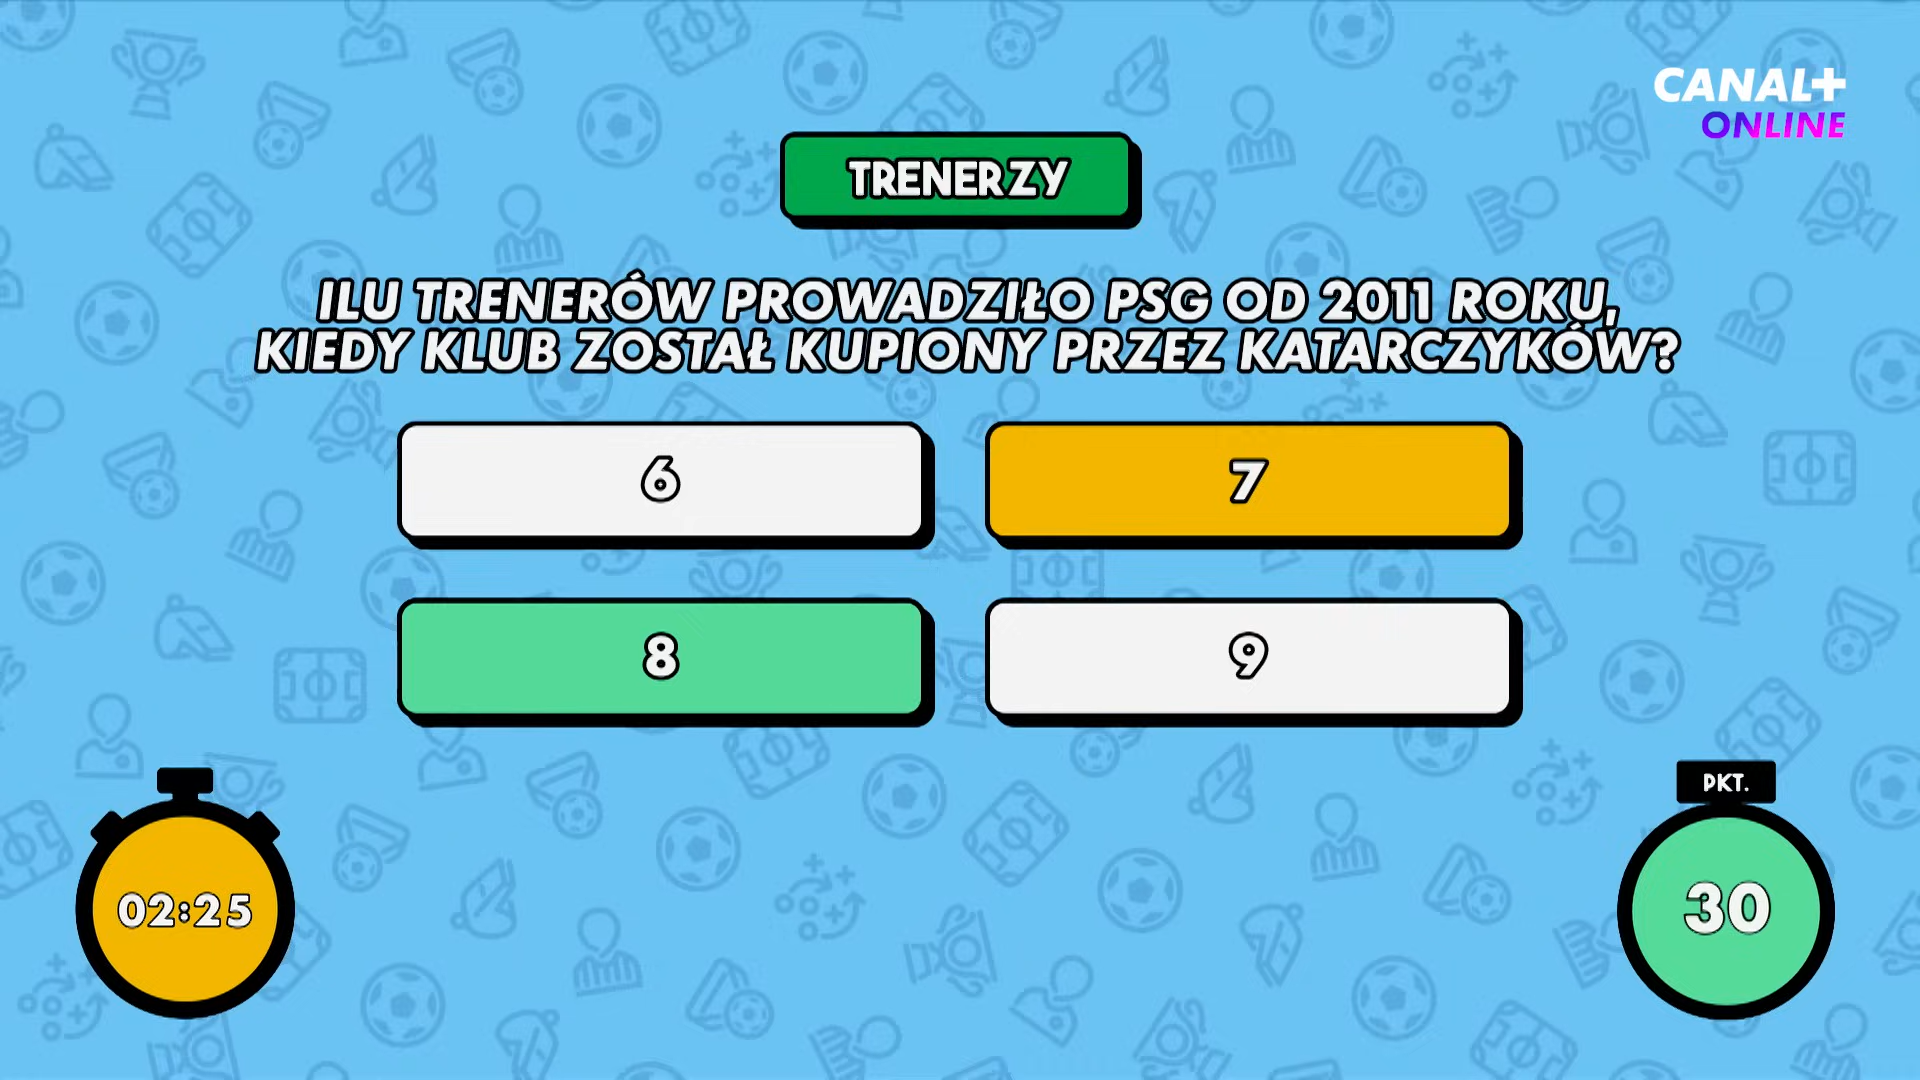 CANAL+
ONLINE
TRENERZY
ILU TRENERÓW PROWADZIŁO PSG OD 2011 ROKU,
KIEDY KLUB ZOSTAŁ KUPIONY PRZEZ KATARCZYKÓW?
6
7
8
9
02:25
PKT.
30